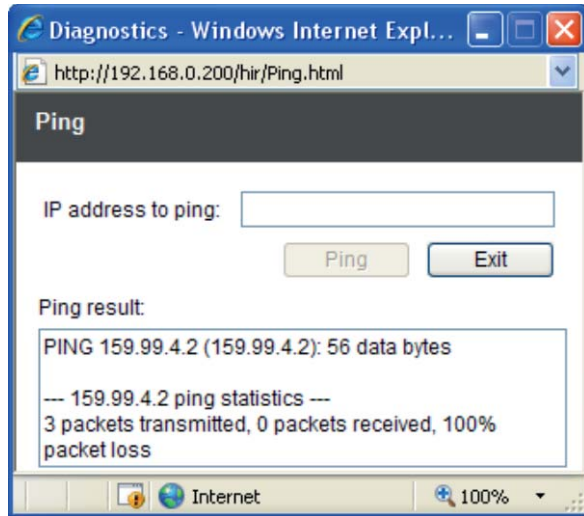 Diagnostics - Windows Internet Expl...
http://192.168.0.200/hir/Ping.html
Ping
IP address to ping:
Ping
Exit
Ping result:
PING 159.99.4.2 (159.99.4.2): 56 data bytes
--- 159.99.4.2 ping statistics ---
3 packets transmitted, 0 packets received, 100%
packet loss
Internet
100%